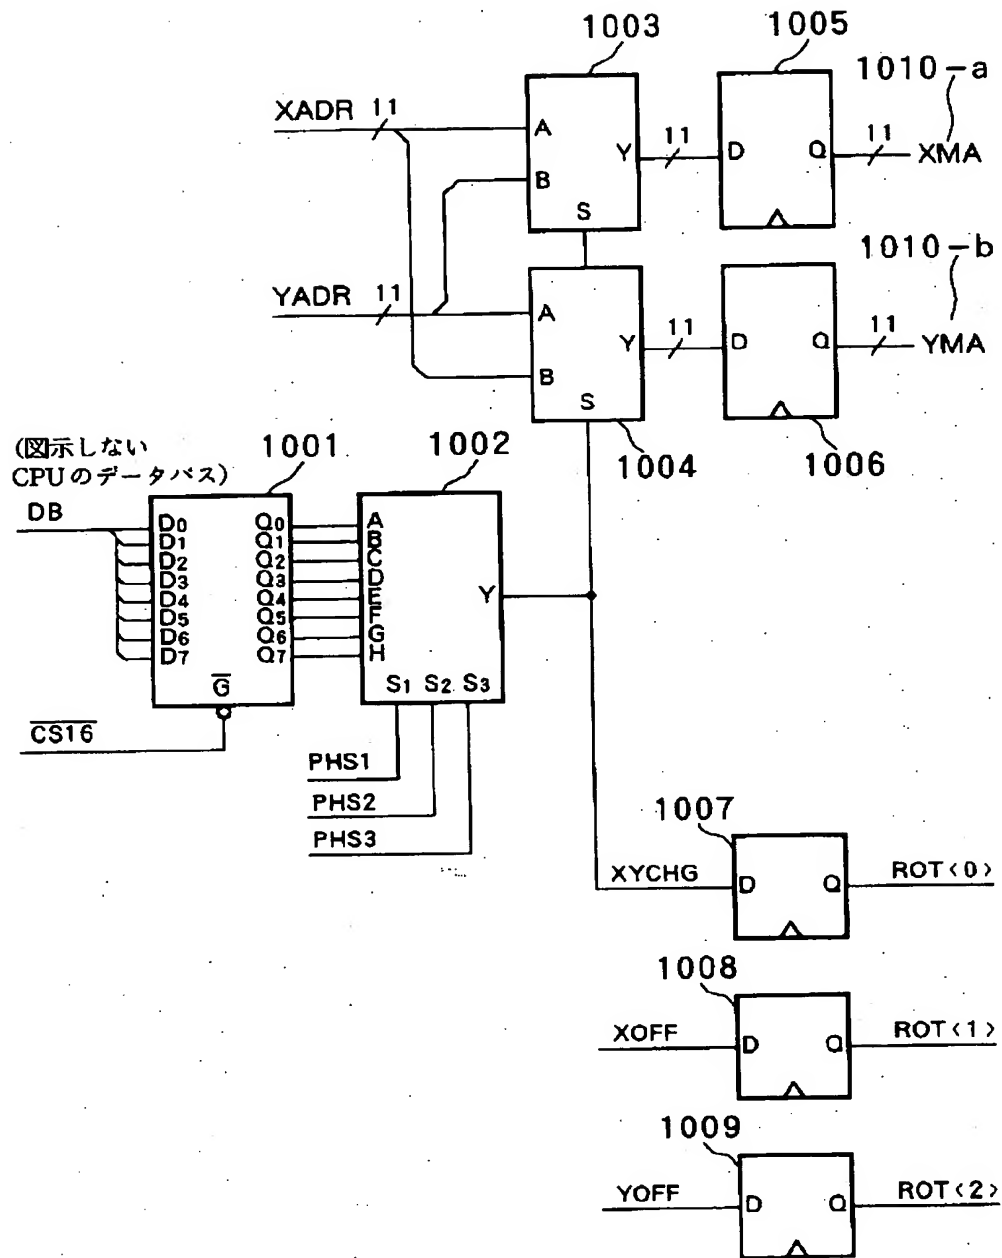 1003
1005
1010-a
XADR 11
A
B
Y
S
11
D
Q
11
XMA
1010-b
YADR 11
A
B
Y
S
11
D
Q
11
YMA
1004
1006
(図示しない
CPUのデータバス)
DB
1001
1002
D0
D1
D2
D3
D4
D5
D6
D7
Q0
Q1
Q2
Q3
Q4
Q5
Q6
Q7
G
A
B
C
D
E
F
G
H
Y
S1 S2 S3
CS16
PHS1
PHS2
PHS3
1007
XYCHG
D
Q
ROT<0>
1008
XOFF
D
Q
ROT<1>
1009
YOFF
D
Q
ROT<2>